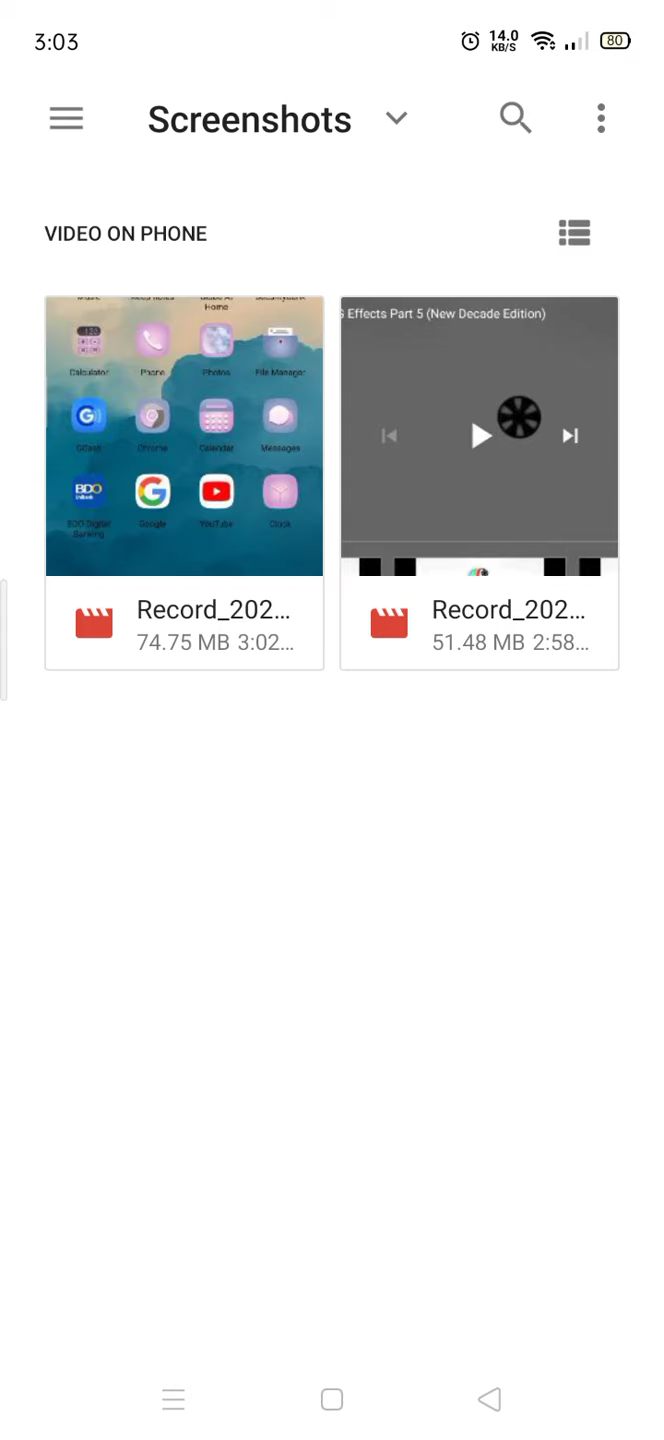 3:03
14.0
KB/S
80
Screenshots
VIDEO ON PHONE
Home
Effects Part 5 (New Decade Edition)
Calculator
Phone
Photos
File Manager
GCash
Chrome
Calendar
Messages
BDO
BDO Digital
Banking
Google
YouTube
Clock
Record_202...
74.75 MB 3:02...
Record_202...
51.48 MB 2:58...